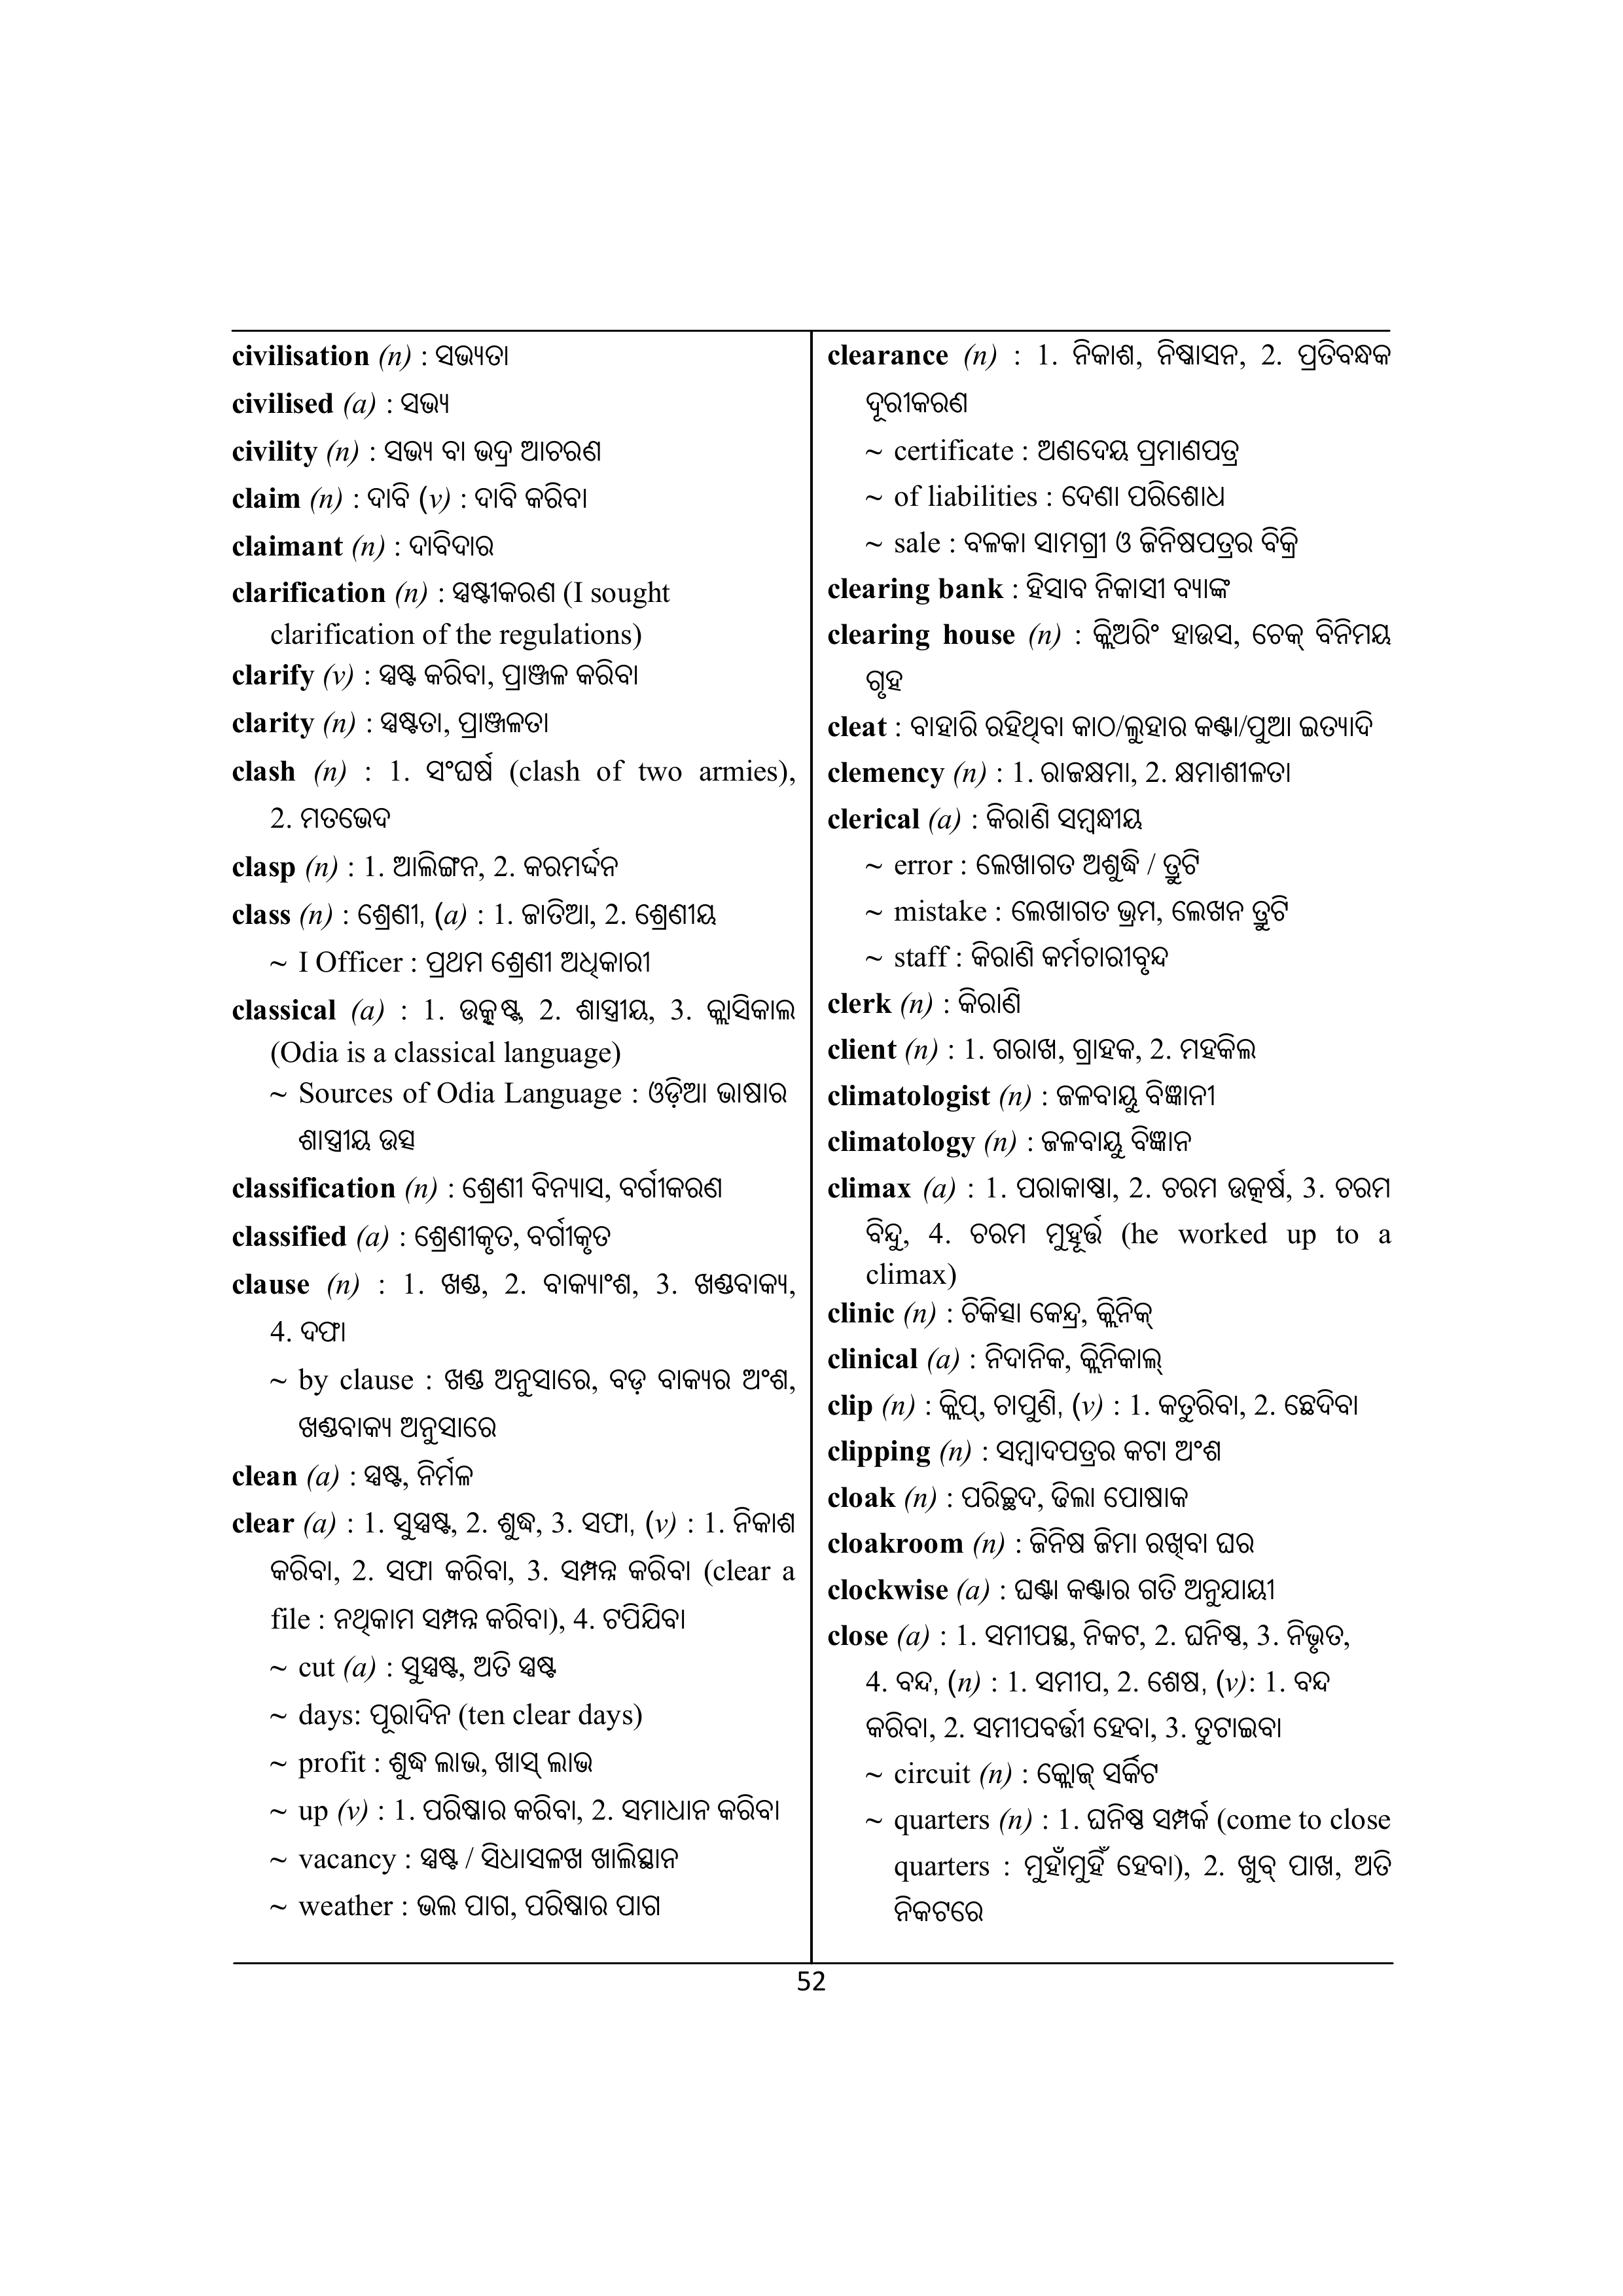 civilisation (n) : ସଭ୍ୟତା
civilised (a) : ସଭ୍ୟ
civility (n) : ସଭ୍ୟ ବା ଭଦ୍ର ଆଚରଣ
claim (n) : ଦାବି (v) : ଦାବି କରିବା
claimant (n) : ଦାବିଦାର
clarification (n) : ସ୍ପଷ୍ଟୀକରଣ (I sought
clarification of the regulations)
clarify (v) : ସ୍ପଷ୍ଟ କରିବା, ପ୍ରାଞ୍ଜଳ କରିବା
clarity (n) : ସ୍ପଷ୍ଟତା, ପ୍ରାଞ୍ଜଳତା
clash (n) : 1. ସଂଘର୍ଷ (clash of two armies),
2. ମତଭେଦ
clasp (n) : 1. ଆଲିଙ୍ଗନ, 2. କରମର୍ଦ୍ଦନ
class (n) : ଶ୍ରେଣୀ, (a) : 1. ଜାତିଆ, 2. ଶ୍ରେଣୀୟ
~ I Officer : ପ୍ରଥମ ଶ୍ରେଣୀ ଅଧିକାରୀ
classical (a) : 1. ଉତ୍କୃଷ୍ଟ, 2. ଶାସ୍ତ୍ରୀୟ, 3. କ୍ଲାସିକାଲ
(Odia is a classical language)
~ Sources of Odia Language : ଓଡ଼ିଆ ଭାଷାର
ଶାସ୍ତ୍ରୀୟ ଉତ୍ସ
classification (n) : ଶ୍ରେଣୀ ବିନ୍ୟାସ, ବର୍ଗୀକରଣ
classified (a) : ଶ୍ରେଣୀକୃତ, ବର୍ଗୀକୃତ
clause (n) : 1. ଖଣ୍ଡ, 2. ବାକ୍ୟାଂଶ, 3. ଖଣ୍ଡବାକ୍ୟ,
4. ଦଫା
~ by clause : ଖଣ୍ଡ ଅନୁସାରେ, ବଡ଼ ବାକ୍ୟର ଅଂଶ,
ଖଣ୍ଡବାକ୍ୟ ଅନୁସାରେ
clean (a) : ସ୍ପଷ୍ଟ, ନିର୍ମଳ
clear (a) : 1. ସୁସ୍ପଷ୍ଟ, 2. ଶୁଦ୍ଧ, 3. ସଫା, (v) : 1. ନିକାଶ
କରିବା, 2. ସଫା କରିବା, 3. ସମ୍ପନ୍ନ କରିବା (clear a
file : ନଥିକାମ ସମ୍ପନ୍ନ କରିବା), 4. ଟପିଯିବା
~ cut (a) : ସୁସ୍ପଷ୍ଟ, ଅତି ସ୍ପଷ୍ଟ
~ days: ପୂରାଦିନ (ten clear days)
~ profit : ଶୁଦ୍ଧ ଲାଭ, ଖାସ୍ ଲାଭ
~ up (v) : 1. ପରିଷ୍କାର କରିବା, 2. ସମାଧାନ କରିବା
~ vacancy : ସ୍ପଷ୍ଟ / ସିଧାସଳଖ ଖାଲିସ୍ଥାନ
~ weather : ଭଲ ପାଗ, ପରିଷ୍କାର ପାଗ
clearance (n) : 1. ନିକାଶ, ନିଷ୍କାସନ, 2. ପ୍ରତିବନ୍ଧକ
ଦୂରୀକରଣ
~ certificate : ଅଣଦେୟ ପ୍ରମାଣପତ୍ର
~ of liabilities : ଦେଣା ପରିଶୋଧ
~ sale : ବଳକା ସାମଗ୍ରୀ ଓ ଜିନିଷପତ୍ରର ବିକ୍ରି
clearing bank : ହିସାବ ନିକାସୀ ବ୍ୟାଙ୍କ
clearing house (n) : କ୍ଲିଅରିଂ ହାଉସ, ଚେକ୍ ବିନିମୟ
ଗୃହ
cleat : ବାହାରି ରହିଥିବା କାଠ/ଲୁହାର କଣ୍ଟା/ପୁଆ ଇତ୍ୟାଦି
clemency (n) : 1. ରାଜକ୍ଷମା, 2. କ୍ଷମାଶୀଳତା
clerical (a) : କିରାଣି ସମ୍ବନ୍ଧୀୟ
~ error : ଲେଖାଗତ ଅଶୁଦ୍ଧି / ତ୍ରୁଟି
~ mistake : ଲେଖାଗତ ଭ୍ରମ, ଲେଖନ ତ୍ରୁଟି
~ staff : କିରାଣି କର୍ମଚାରୀବୃନ୍ଦ
clerk (n) : କିରାଣି
client (n) : 1. ଗରାଖ, ଗ୍ରାହକ, 2. ମହକିଲ
climatologist (n) : ଜଳବାୟୁ ବିଜ୍ଞାନୀ
climatology (n) : ଜଳବାୟୁ ବିଜ୍ଞାନ
climax (a) : 1. ପରାକାଷ୍ଠା, 2. ଚରମ ଉତ୍କର୍ଷ, 3. ଚରମ
ବିନ୍ଦୁ, 4. ଚରମ ମୁହୂର୍ତ୍ତ (he worked up to a
climax)
clinic (n) : ଚିକିତ୍ସା କେନ୍ଦ୍ର, କ୍ଲିନିକ୍
clinical (a) : ନିଦାନିକ, କ୍ଲିନିକାଲ୍
clip (n) : କ୍ଲିପ୍, ଚାପୁଣି, (v) : 1. କତୁରିବା, 2. ଛେଦିବା
clipping (n) : ସମ୍ବାଦପତ୍ରର କଟା ଅଂଶ
cloak (n) : ପରିଚ୍ଛଦ, ଢିଲା ପୋଷାକ
cloakroom (n) : ଜିନିଷ ଜିମା ରଖିବା ଘର
clockwise (a) : ଘଣ୍ଟା କଣ୍ଟାର ଗତି ଅନୁଯାୟୀ
close (a) : 1. ସମୀପସ୍ଥ, ନିକଟ, 2. ଘନିଷ୍ଠ, 3. ନିଭୃତ,
4. ବନ୍ଦ, (n) : 1. ସମୀପ, 2. ଶେଷ, (v): 1. ବନ୍ଦ
କରିବା, 2. ସମୀପବର୍ତ୍ତୀ ହେବା, 3. ତୁଟାଇବା
~ circuit (n) : କ୍ଲୋଜ୍ ସର୍କିଟ
~ quarters (n) : 1. ଘନିଷ୍ଠ ସମ୍ପର୍କ (come to close
quarters : ମୁହାଁମୁହିଁ ହେବା), 2. ଖୁବ୍ ପାଖ, ଅତି
ନିକଟରେ
52